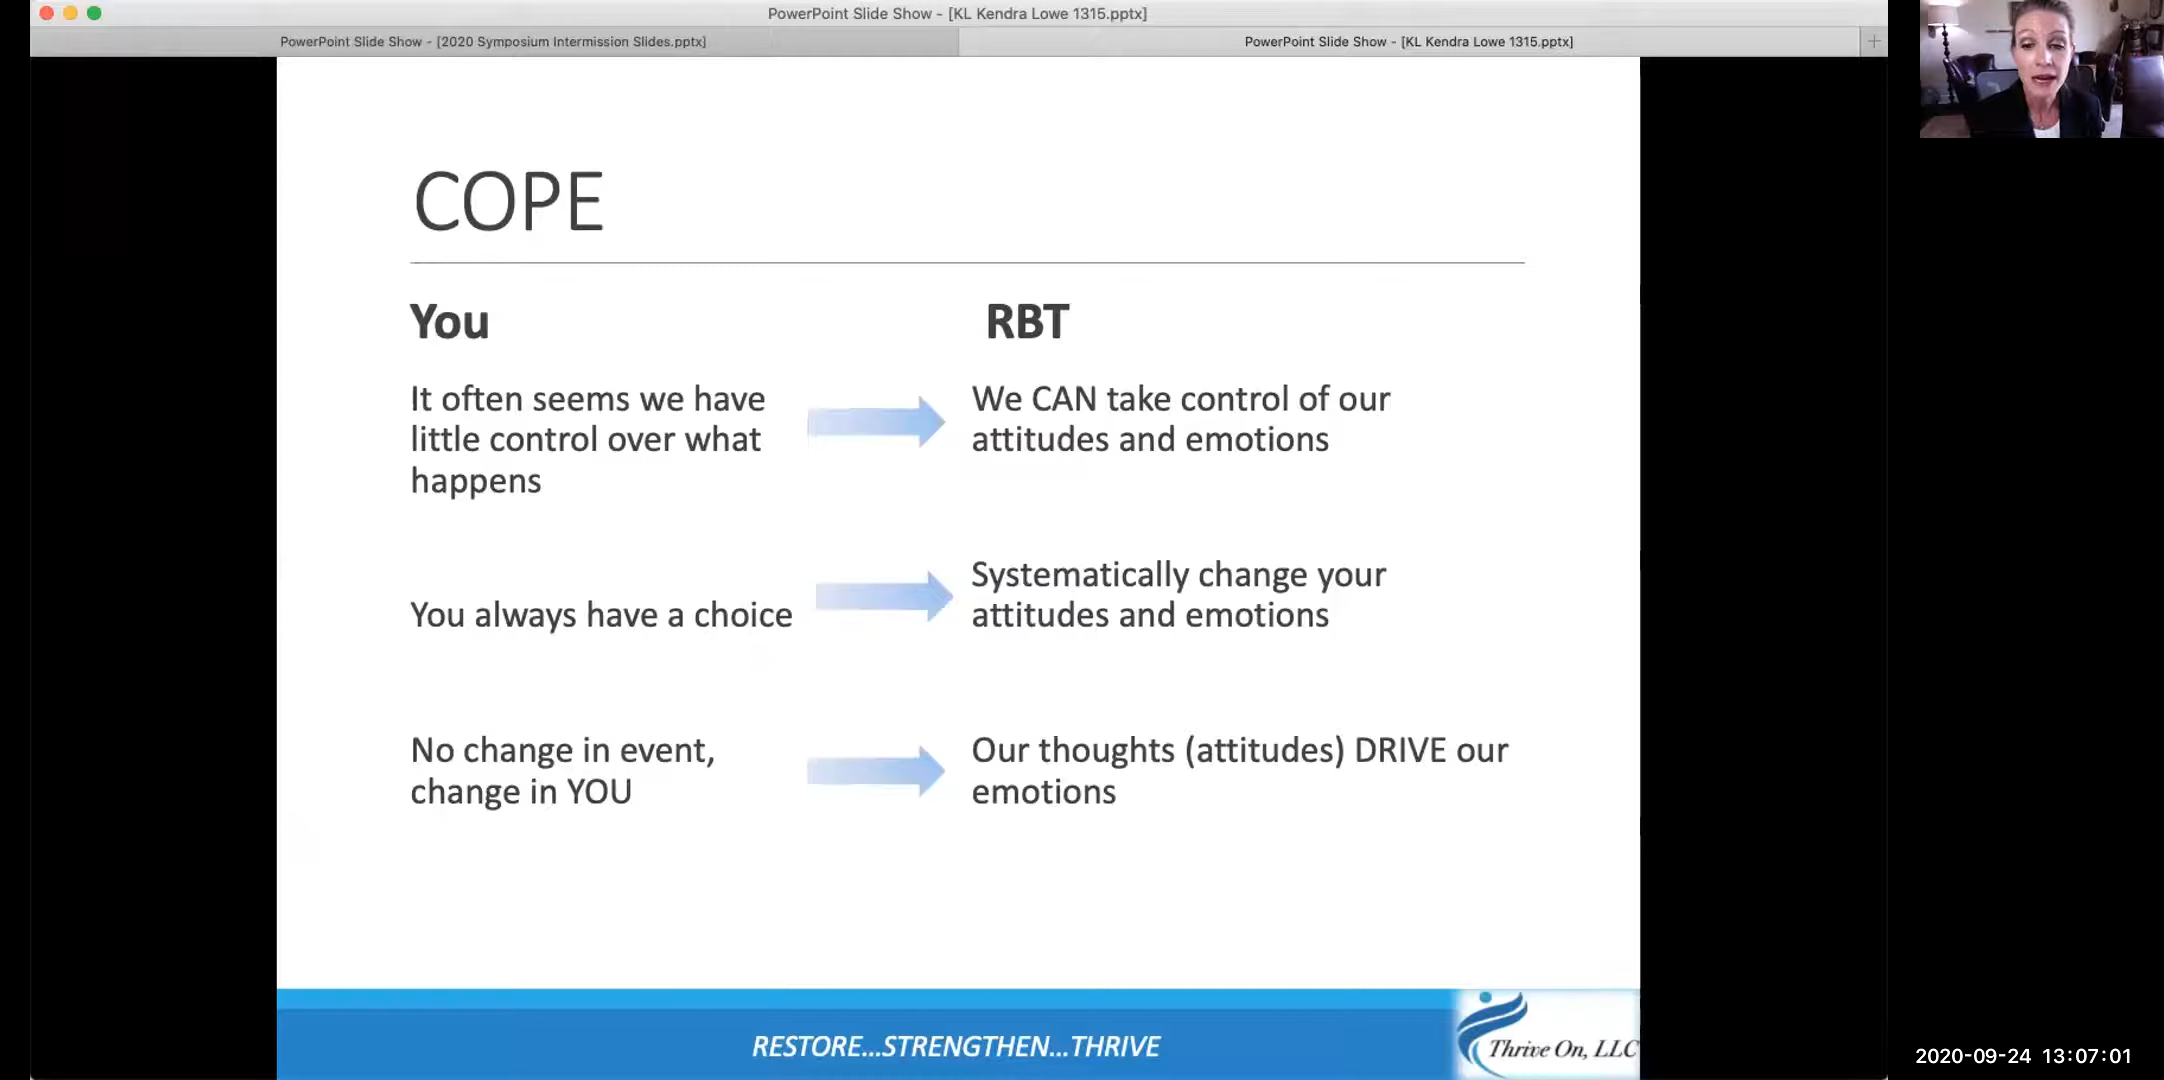 PowerPoint Slide Show - [KL Kendra Lowe 1315.pptx]
PowerPoint Slide Show - [2020 Symposium Intermission Slides.pptx]
PowerPoint Slide Show - [KL Kendra Lowe 1315.pptx]
COPE
You
RBT
It often seems we have
little control over what
happens
We CAN take control of our
attitudes and emotions
You always have a choice
Systematically change your
attitudes and emotions
No change in event,
change in YOU
Our thoughts (attitudes) DRIVE our
emotions
RESTORE...STRENGTHEN...THRIVE
Thrive On, LLC
2020-09-24 13:07:01